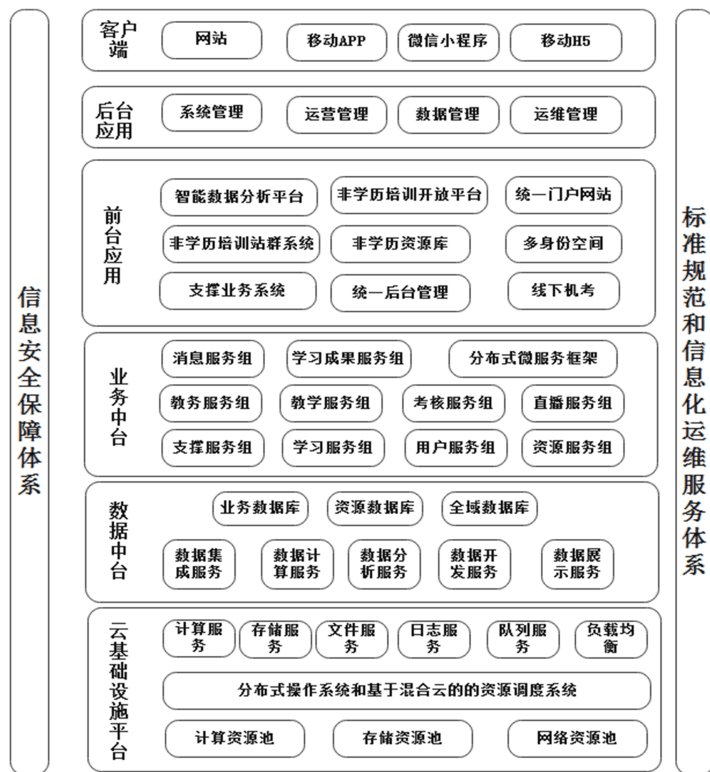 信息安全保障体系
客户端
网站
移动APP
微信小程序
移动H5
后台应用
系统管理
运营管理
数据管理
运维管理
前台应用
智能数据分析平台
非学历培训开放平台
统一门户网站
非学历培训站群系统
非学历资源库
多身份空间
支撑业务系统
统一后台管理
线下机考
业务中台
消息服务组
学习成果服务组
分布式微服务框架
教务服务组
教学服务组
考核服务组
直播服务组
支撑服务组
学习服务组
用户服务组
资源服务组
数据中台
业务数据库
资源数据库
全域数据库
数据集
成服务
数据计
算服务
数据分
析服务
数据开
发服务
数据展
示服务
云基础设施平台
计算服
务
存储服
务
文件服
务
日志服
务
队列服
务
负载均
衡
分布式操作系统和基于混合云的的资源调度系统
计算资源池
存储资源池
网络资源池
标准规范和信息化运维服务体系